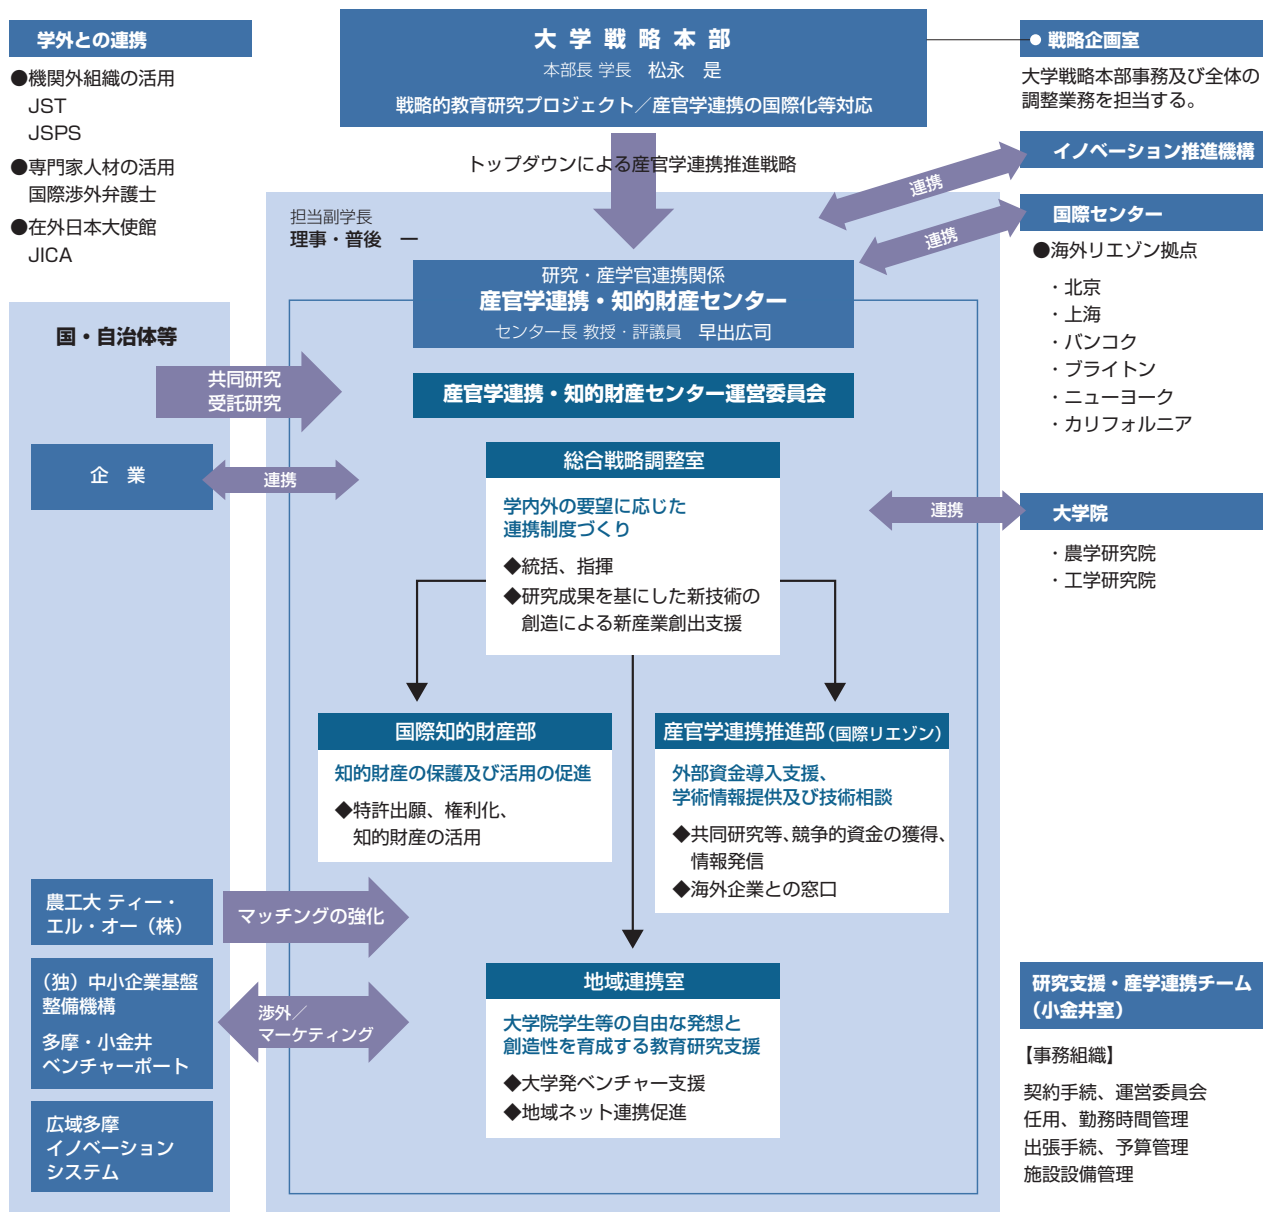 学外との連携
●機関外組織の活用
JST
JSPS
●専門家人材の活用
国際渉外弁護士
●在外日本大使館
JICA
大学戦略本部
本部長 学長　松永　是
戦略的教育研究プロジェクト／産官学連携の国際化等対応
戦略企画室
大学戦略本部事務及び全体の
調整業務を担当する。
トップダウンによる産官学連携推進戦略
連携
イノベーション推進機構
連携
国際センター
●海外リエゾン拠点
・北京
・上海
・バンコク
・ブライトン
・ニューヨーク
・カリフォルニア
担当副学長
理事・普後　一
研究・産学官連携関係
産官学連携・知的財産センター
センター長 教授・評議員　早出広司
産官学連携・知的財産センター運営委員会
国・自治体等
共同研究
受託研究
企　業
連携
総合戦略調整室
学内外の要望に応じた
連携制度づくり
◆統括、指揮
◆研究成果を基にした新技術の
創造による新産業創出支援
連携
大学院
・農学研究院
・工学研究院
国際知的財産部
知的財産の保護及び活用の促進
◆特許出願、権利化、
知的財産の活用
産官学連携推進部（国際リエゾン）
外部資金導入支援、
学術情報提供及び技術相談
◆共同研究等、競争的資金の獲得、
情報発信
◆海外企業との窓口
農工大 ティー・
エル・オー（株）
マッチングの強化
（独）中小企業基盤
整備機構
多摩・小金井
ベンチャーポート
渉外／
マーケティング
広域多摩
イノベーション
システム
地域連携室
大学院学生等の自由な発想と
創造性を育成する教育研究支援
◆大学発ベンチャー支援
◆地域ネット連携促進
研究支援・産学連携チーム
（小金井室）
【事務組織】
契約手続、運営委員会
任用、勤務時間管理
出張手続、予算管理
施設設備管理